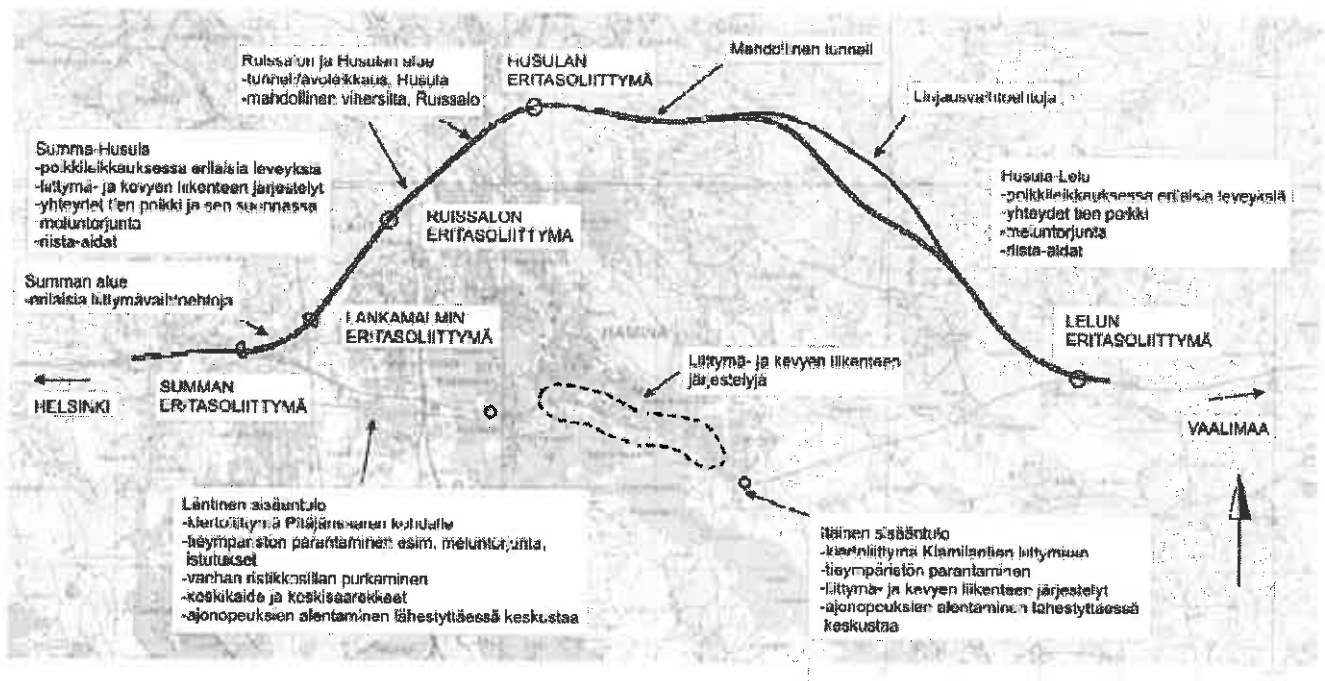 Ruissalon ja Husulan alue
-tunneli/avoleikkaus, Husula
-mahdollinen vihersilta, Ruissalo
HUSULAN
ERITASOLIITTYMÄ
Mahdollinen tunneli
Linjausvaihtoehtoja
Summa-Husula
-poikkileikkauksessa erilaisia leveyksiä
-liittymä- ja kevyen liikenteen järjestelyt
-yhteydet tien poikki ja sen suunnassa
meluntorjunta
-riista-aidat
Husula-Lelu
-poikkileikkauksessa erilaisia leveyksiä
-yhteydet tien poikki
-meluntorjunta
-riista-aidat
RUISSALON
ERITASOLIITTYMÄ
Summan alue
-erilaisia liittymävaihtoehtoja
LANKAMALMIN
ERITASOLIITTYMÄ
HAMINA
LELUN
ERITASOLIITTYMÄ
Liittymä- ja kevyen liikenteen
järjestelyjä
HELSINKI
SUMMAN
ERITASOLIITTYMÄ
VAALIMAA
Läntinen sisääntulo
-kiertoliittymä Pitäjänsaaren kohdalle
-tieympäristön parantaminen esim. meluntorjunta,
istutukset
-vanhan ristikkosillan purkaminen
-keskikaide ja keskisaarekkeet
-ajonopeuksien alentaminen lähestyttäessä keskustaa
Itäinen sisääntulo
-kiertoliittymä Klamilantien liittymään
-tieympäristön parantaminen
-liittymä- ja kevyen liikenteen järjestelyt
-ajonopeuksien alentaminen lähestyttäessä
keskustaa